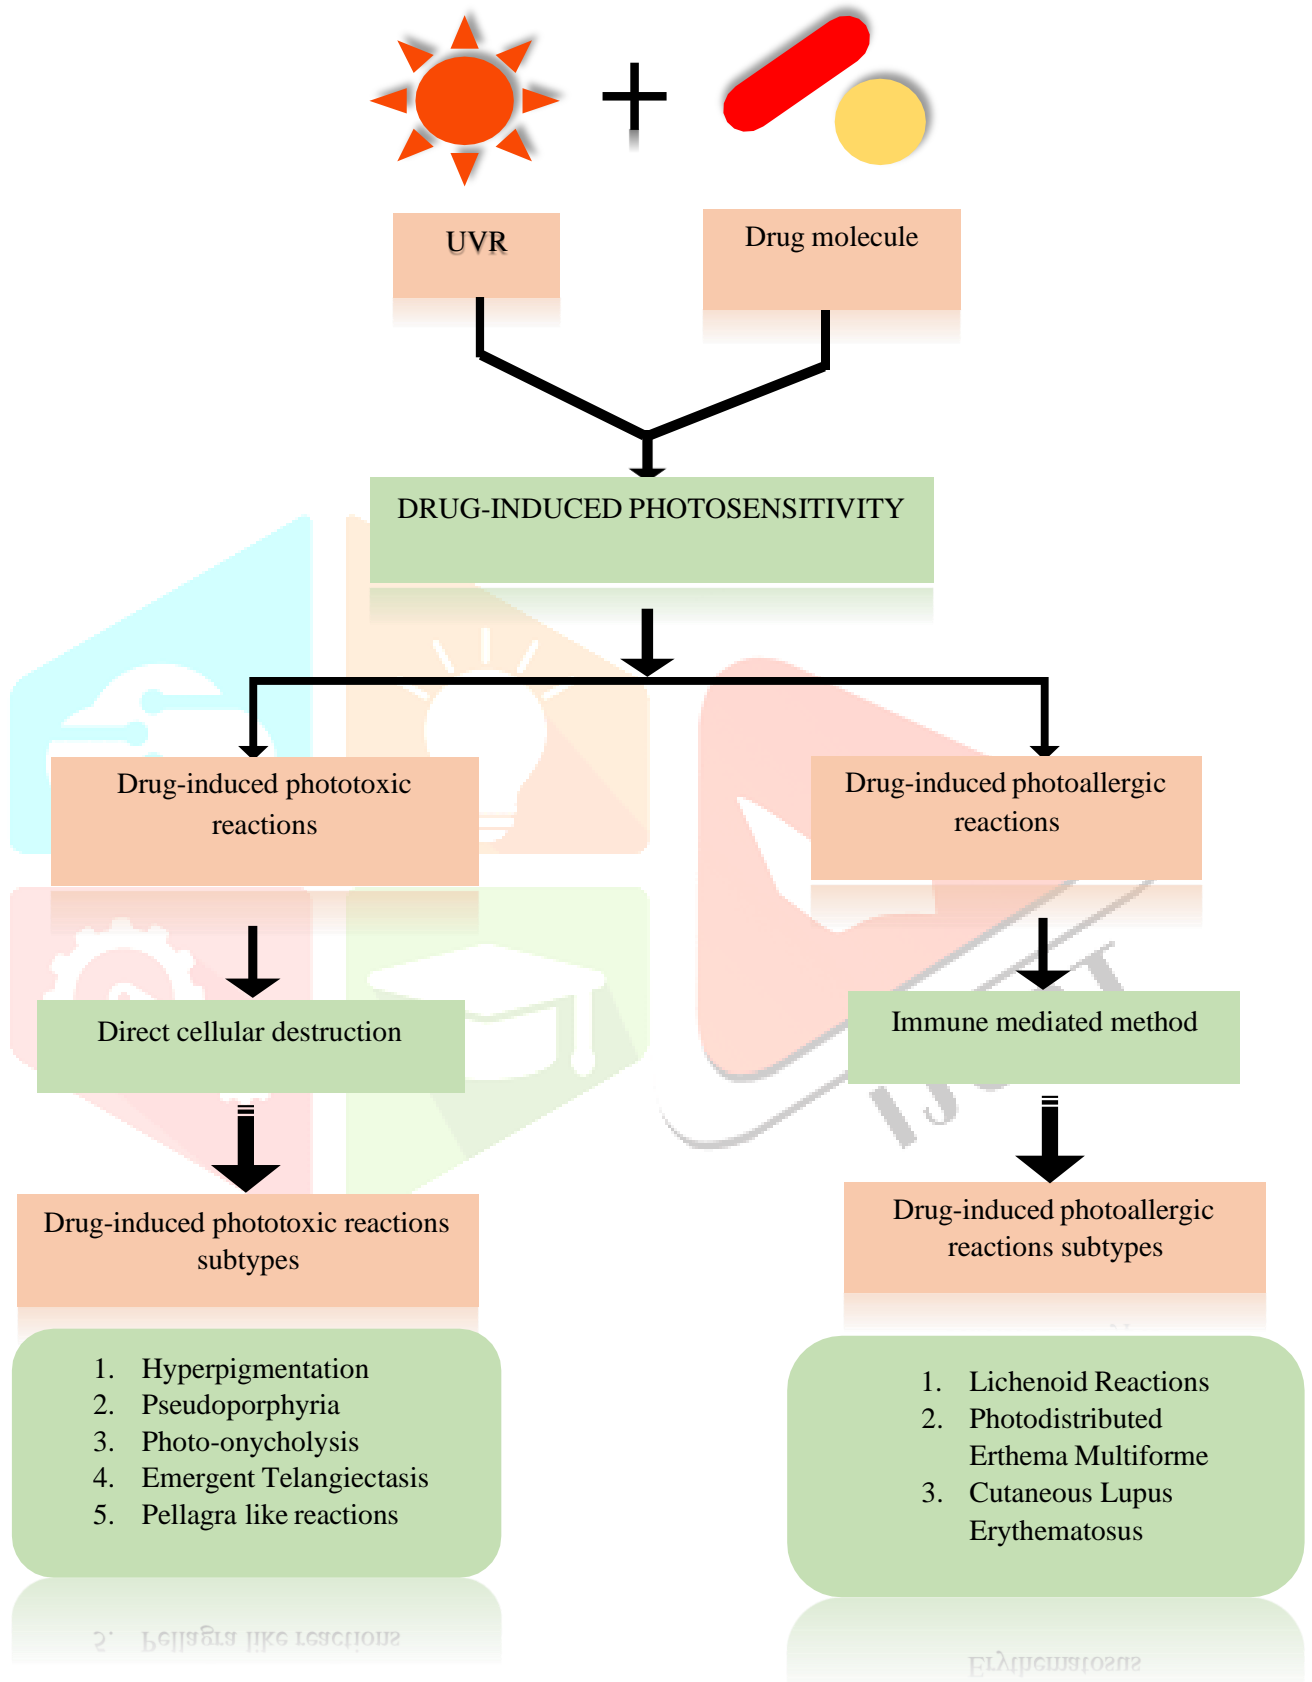 UVR
Drug molecule
DRUG-INDUCED PHOTOSENSITIVITY
Drug-induced phototoxic
reactions
Drug-induced photoallergic
reactions
Direct cellular destruction
Immune mediated method
Drug-induced phototoxic reactions
subtypes
Drug-induced photoallergic
reactions subtypes
1. Hyperpigmentation
2. Pseudoporphyria
3. Photo-onycholysis
4. Emergent Telangiectasis
5. Pellagra like reactions
1. Lichenoid Reactions
2. Photodistributed
Erthema Multiforme
3. Cutaneous Lupus
Erythematosus